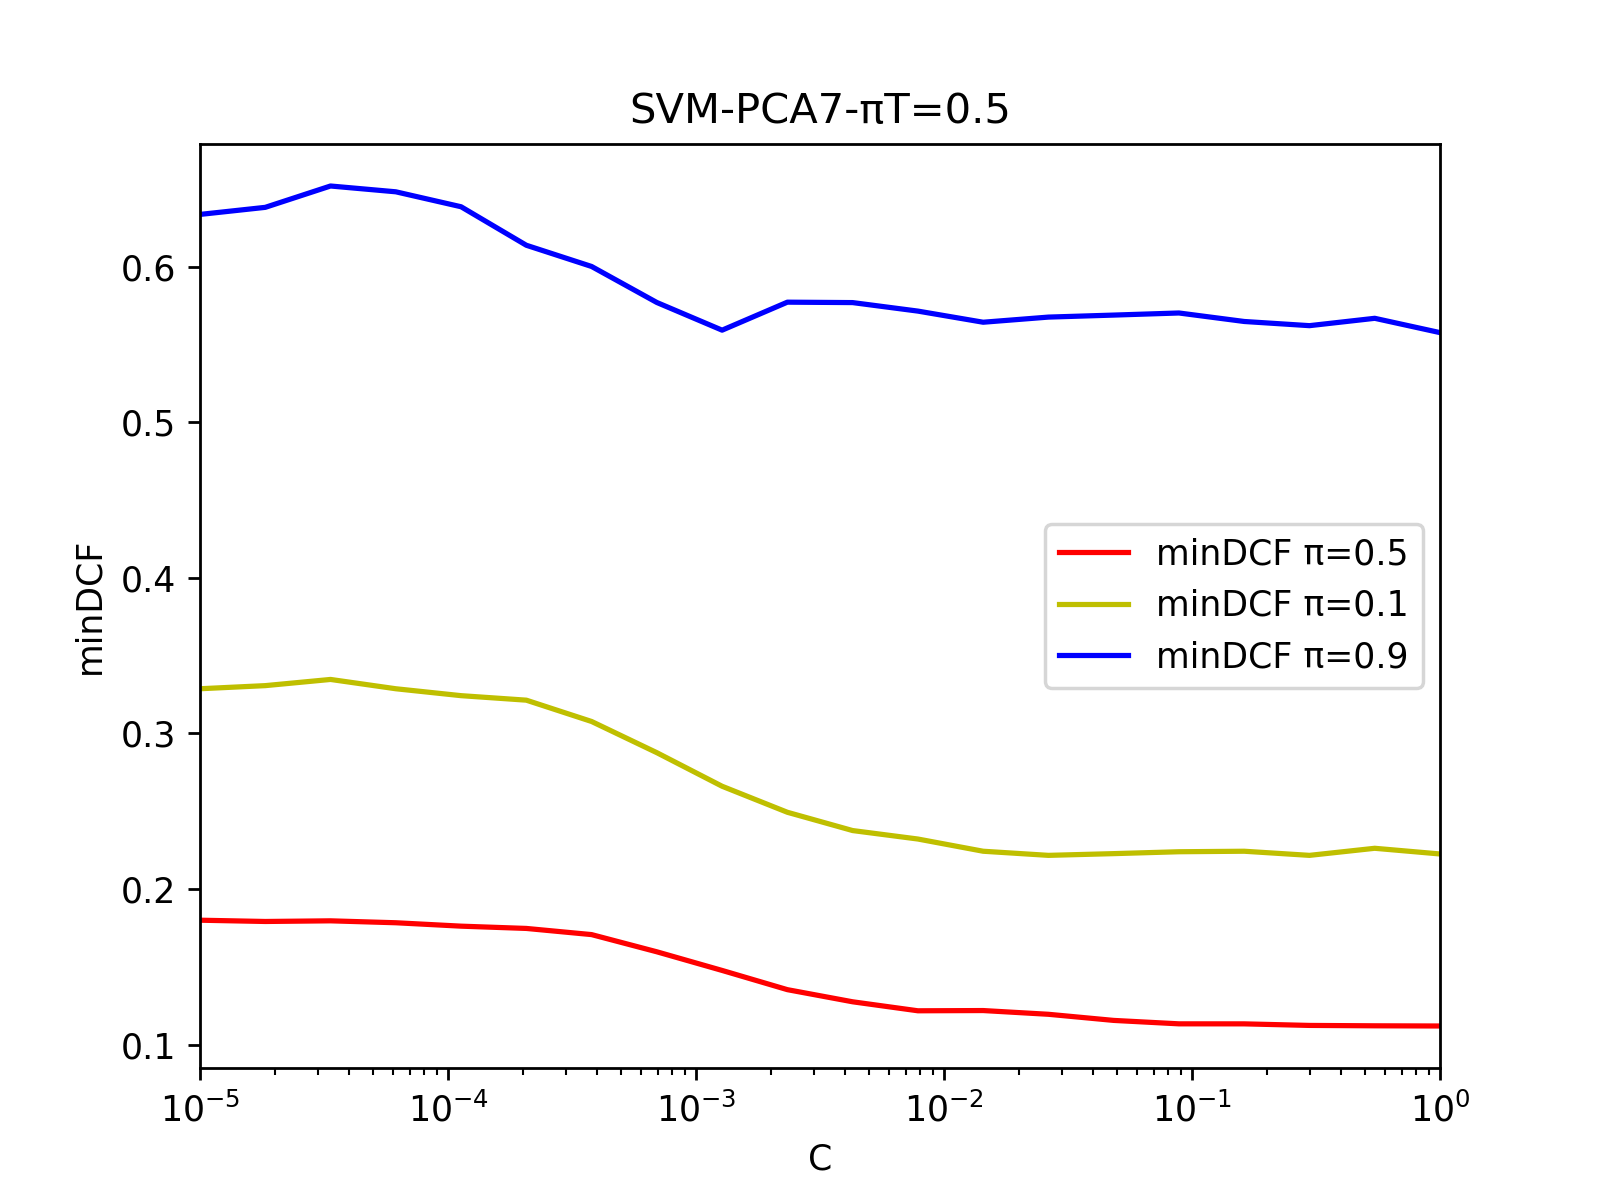 SVM-PCA7-πT=0.5
minDCF
0.6
0.5
0.4
0.3
0.2
0.1
minDCF π=0.5
minDCF π=0.1
minDCF π=0.9
10⁻⁵ 10⁻⁴ 10⁻³ 10⁻² 10⁻¹ 10⁰
C